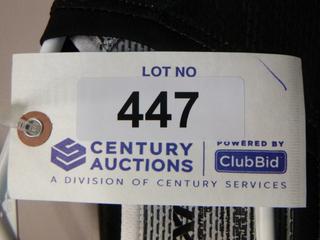 LOT NO
447
CENTURY
AUCTIONS
POWERED BY
ClubBid
A DIVISION OF CENTURY SERVICES